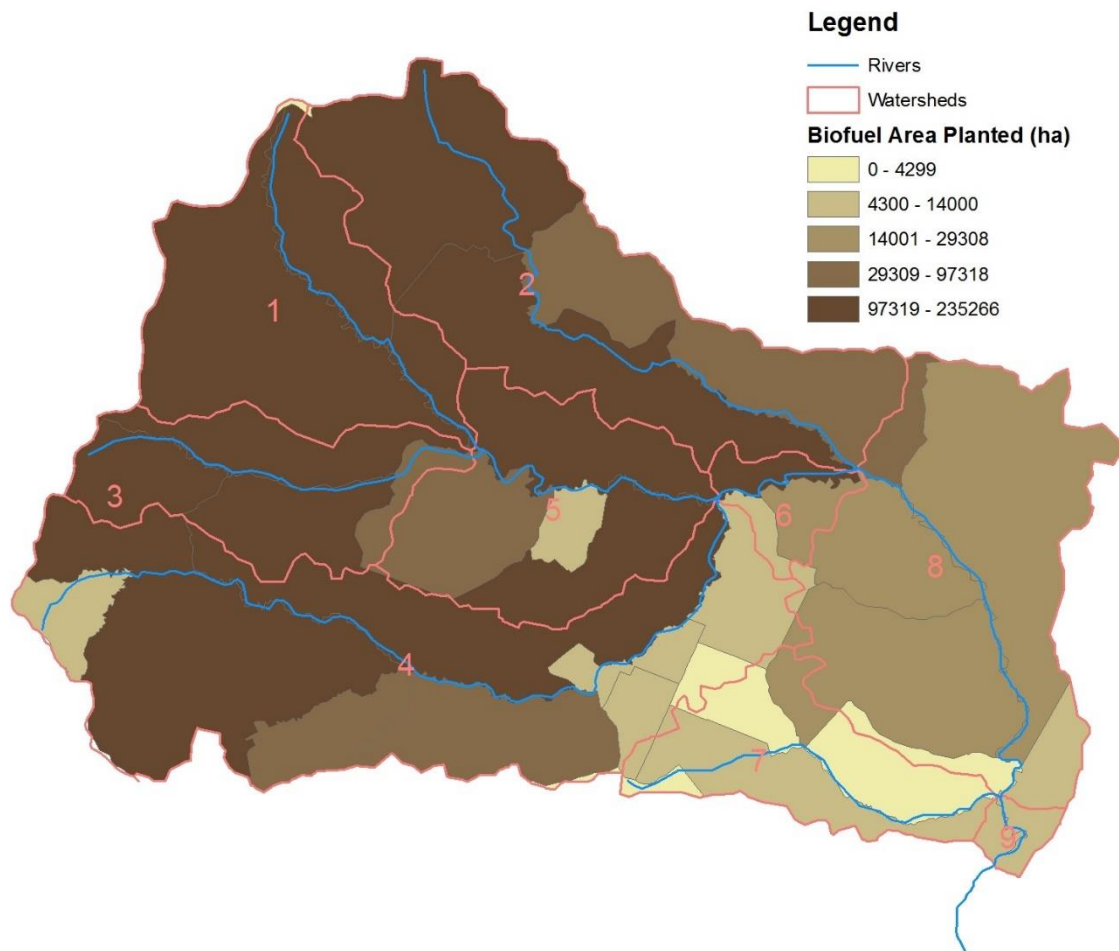 Legend
Rivers
Watersheds
Biofuel Area Planted (ha)
0 - 4299
4300 - 14000
14001 - 29308
29309 - 97318
97319 - 235266
1
2
3
5
6
8
4
7
9